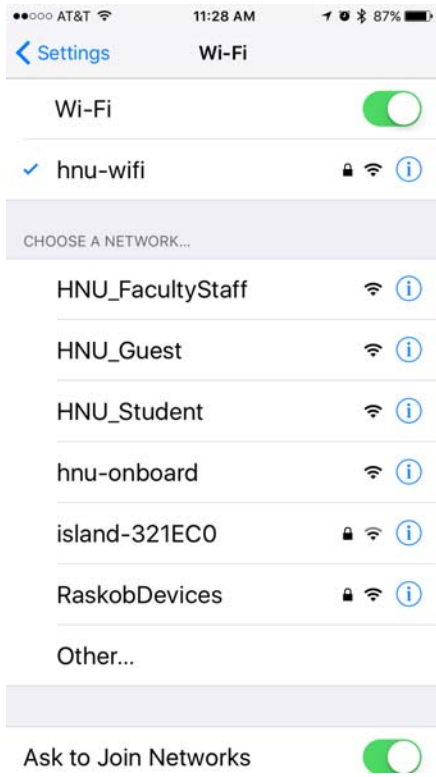 AT&T 11:28 AM 87%
Settings Wi-Fi
Wi-Fi
hnu-wifi
CHOOSE A NETWORK...
HNU_FacultyStaff
HNU_Guest
HNU_Student
hnu-onboard
island-321EC0
RaskobDevices
Other...
Ask to Join Networks